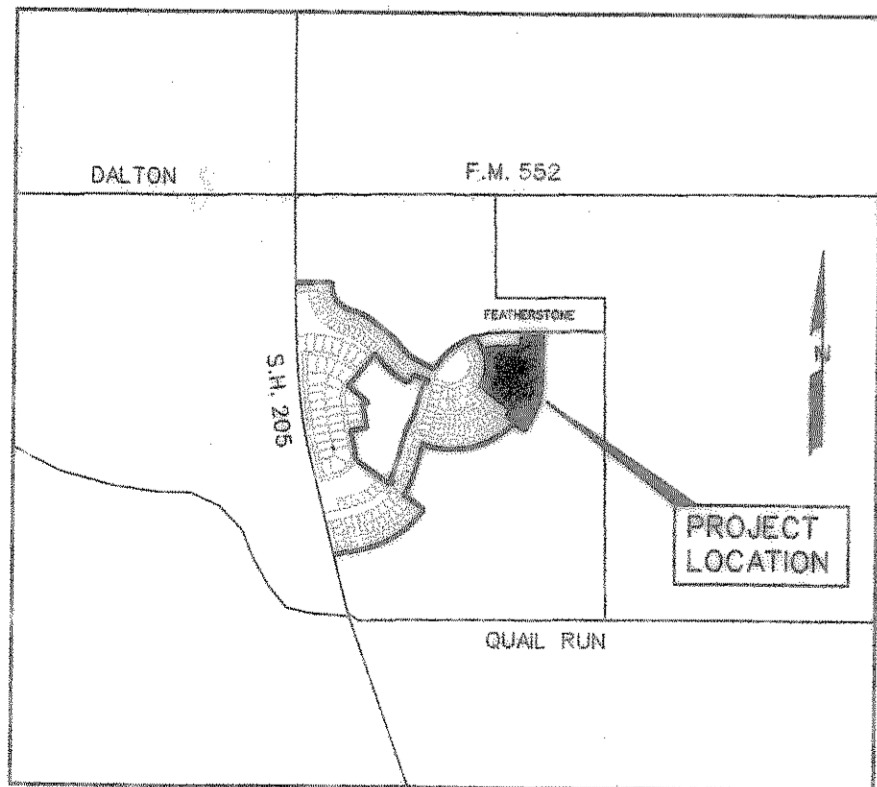 DALTON
F.M. 552
FEATHERSTONE
N
S.H. 205
PROJECT
LOCATION
QUAIL RUN